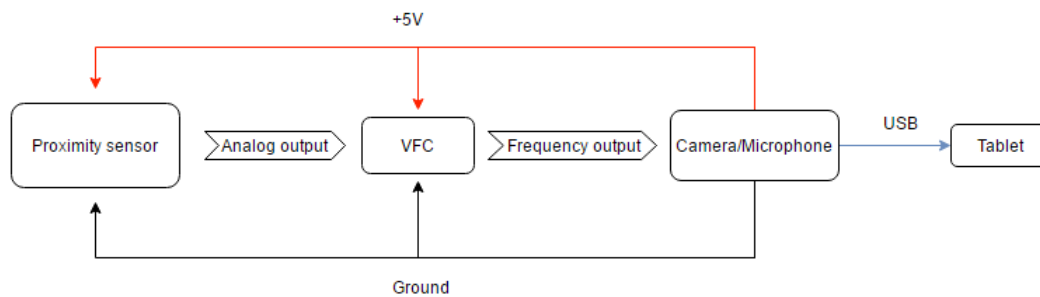 +5V
Proximity sensor
Analog output
VFC
Frequency output
Camera/Microphone
USB
Tablet
Ground